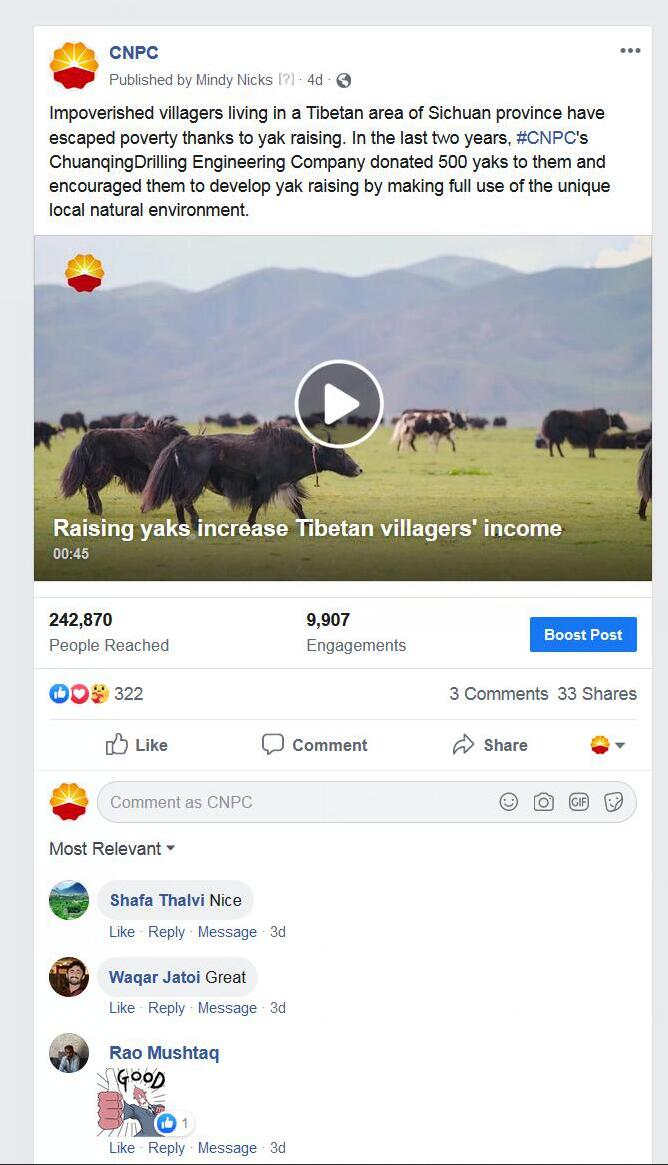 CNPC
Published by Mindy Nicks [?] · 4d ·
Impoverished villagers living in a Tibetan area of Sichuan province have
escaped poverty thanks to yak raising. In the last two years, #CNPC's
ChuanqingDrilling Engineering Company donated 500 yaks to them and
encouraged them to develop yak raising by making full use of the unique
local natural environment.
Raising yaks increase Tibetan villagers' income
00:45
242,870 9,907 Boost Post
People Reached Engagements
322 3 Comments 33 Shares
Like Comment Share
Comment as CNPC GIF
Most Relevant
Shafa Thalvi Nice
Like · Reply · Message · 3d
Waqar Jatoi Great
Like · Reply · Message · 3d
Rao Mushtaq
GOOD
1
Like · Reply · Message · 3d